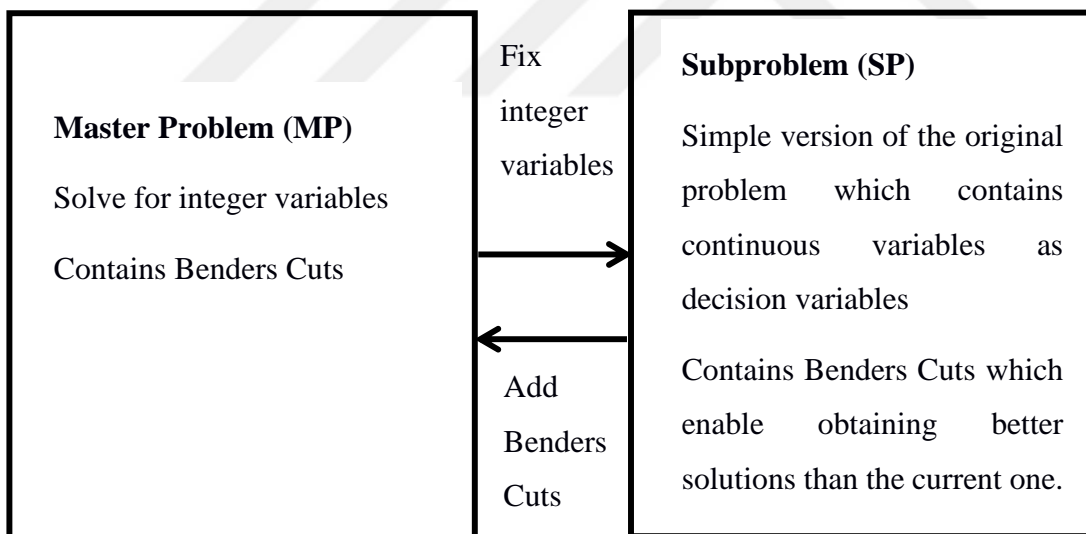 Master Problem (MP)
Solve for integer variables
Contains Benders Cuts
Fix
integer
variables
Add
Benders
Cuts
Subproblem (SP)
Simple version of the original
problem which contains
continuous variables as
decision variables
Contains Benders Cuts which
enable obtaining better
solutions than the current one.